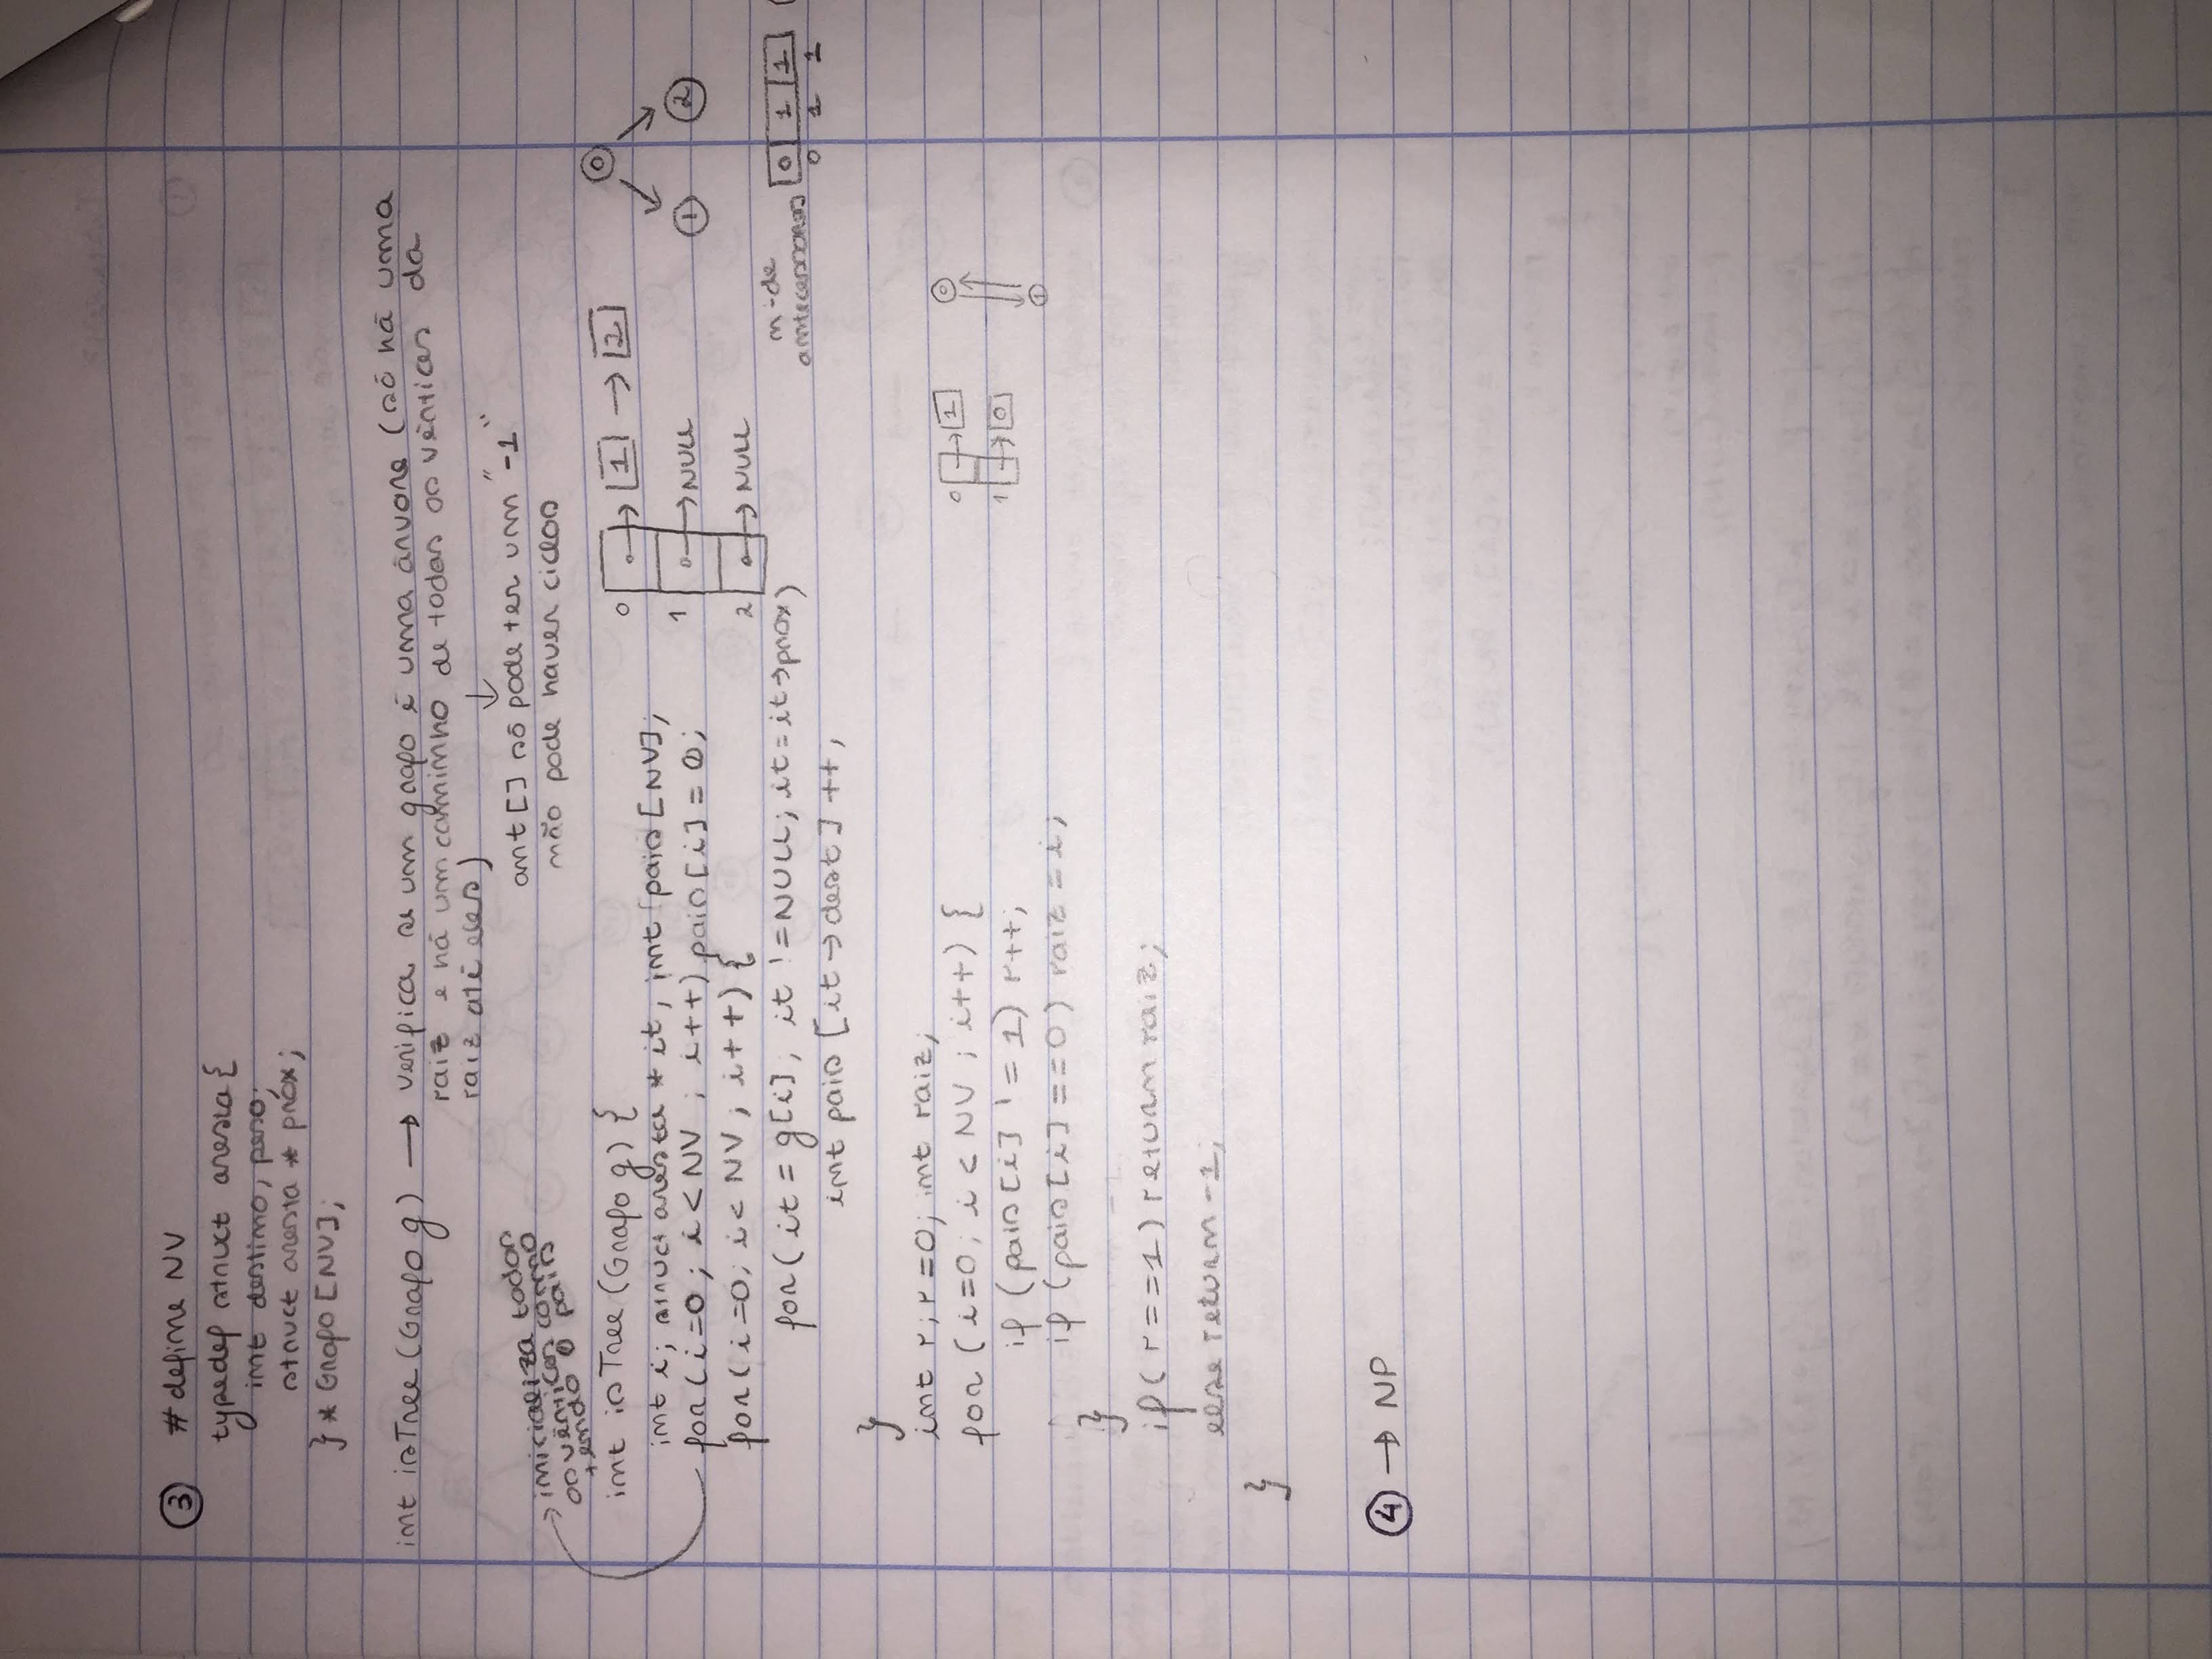 ③ #define NV
typedef struct aresta {
int destino, peso;
struct aresta * prox;
} * Grafo [NV];
int isTree (Grafo g) → verifica se um grafo é uma árvore (só há uma
raiz e há um caminho de todos os vértices da
raiz até eles)
↓
ant[] só pode ter um "-1"
não pode haver ciclos
→ inicializa todos
os vértices como
tendo 0 pais
int isTree (Grafo g) {
int i; struct aresta * it, int pais [NV];
for (i=0; i < NV ; i++) pais [i] = 0;
for (i=0; i < NV ; i++) {
for (it = g[i]; it != NULL; it = it→prox)
int pais [it → dest] ++;
}
0 → 1 → 2
1 → NULL
2 → NULL
0
1 2
n- de
antecessores 0 1 1
0 1 2
int r; r=0; int raiz;
for (i=0; i < NV ; i++) {
if (pais [i] != 1) r++;
if (pais [i] == 0) raiz = i;
}
if (r==1) return raiz;
else return -1;
}
0 → 1
1 → 0
0
1
④ → NP